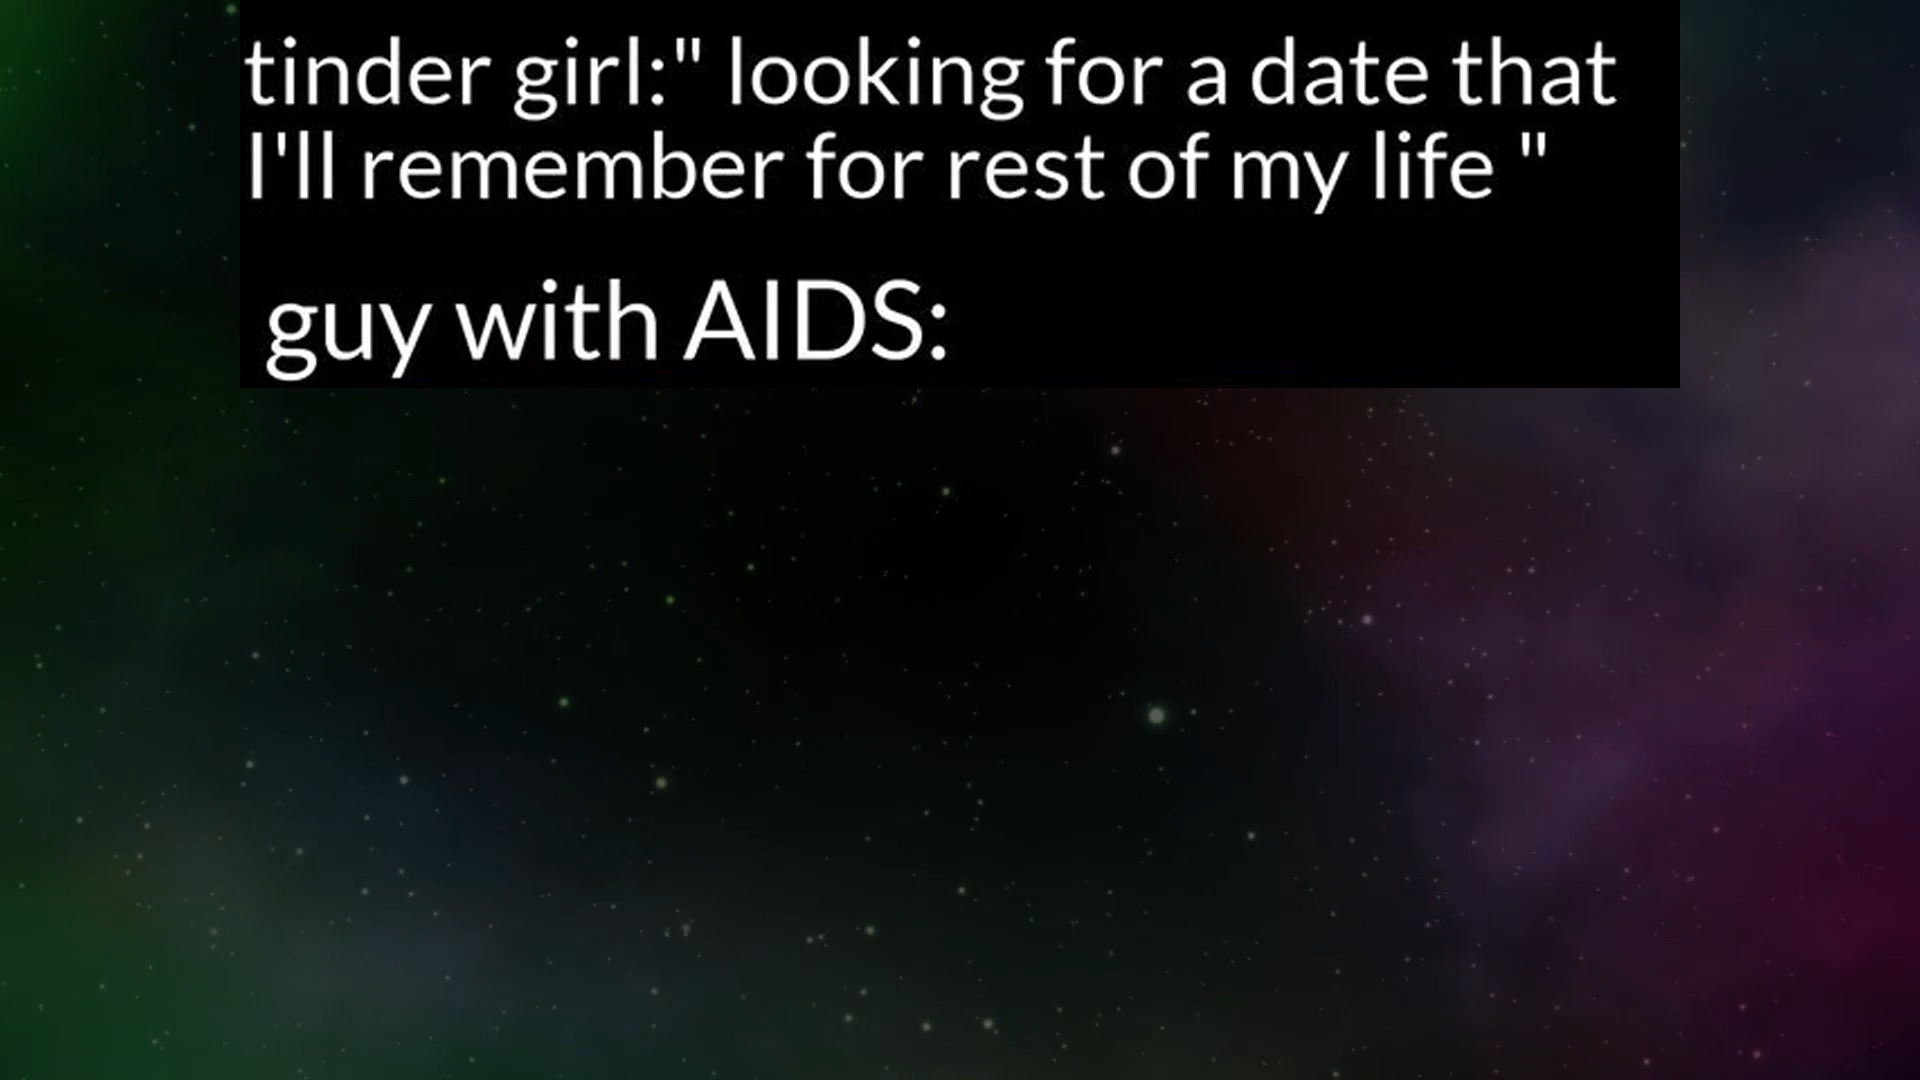 tinder girl:" looking for a date that
I'll remember for rest of my life "
guy with AIDS: